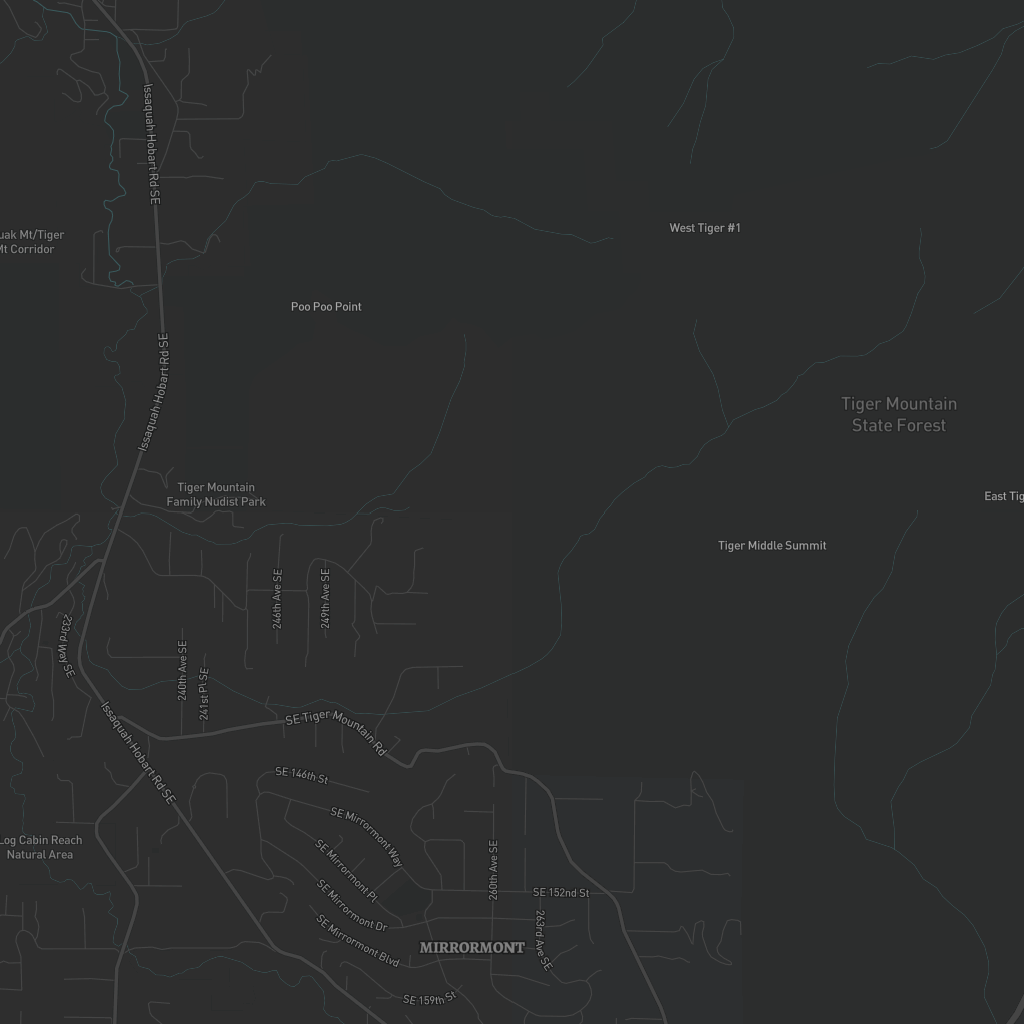 Issaquah Hobart Rd SE
West Tiger #1
Mt/Tiger
Mt Corridor
Poo Poo Point
Issaquah Hobart Rd SE
Tiger Mountain
State Forest
Tiger Mountain
Family Nudist Park
East
Tiger Middle Summit
246th Ave SE
249th Ave SE
233rd Way SE
240th Ave SE
241st Pl SE
SE Tiger Mountain Rd
Issaquah Hobart Rd SE
SE 146th St
SE Mirrormont Way
Log Cabin Reach
Natural Area
SE Mirrormont Pl
260th Ave SE
SE 152nd St
SE Mirrormont Dr
SE Mirrormont Blvd
263rd Ave SE
MIRRORMONT
SE 159th St